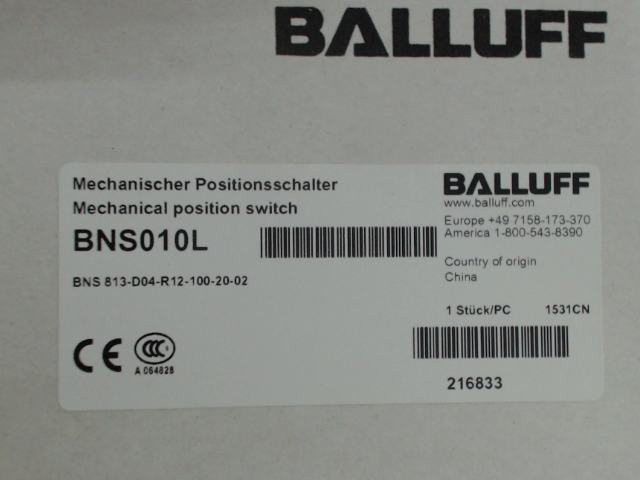 BALLUFF
Mechanischer Positionsschalter
Mechanical position switch
BNS010L
BNS 813-D04-R12-100-20-02
CE
CCC
A 064828
BALLUFF
www.balluff.com
Europe +49 7158-173-370
America 1-800-543-8390
Country of origin
China
1 Stück/PC 1531CN
216833